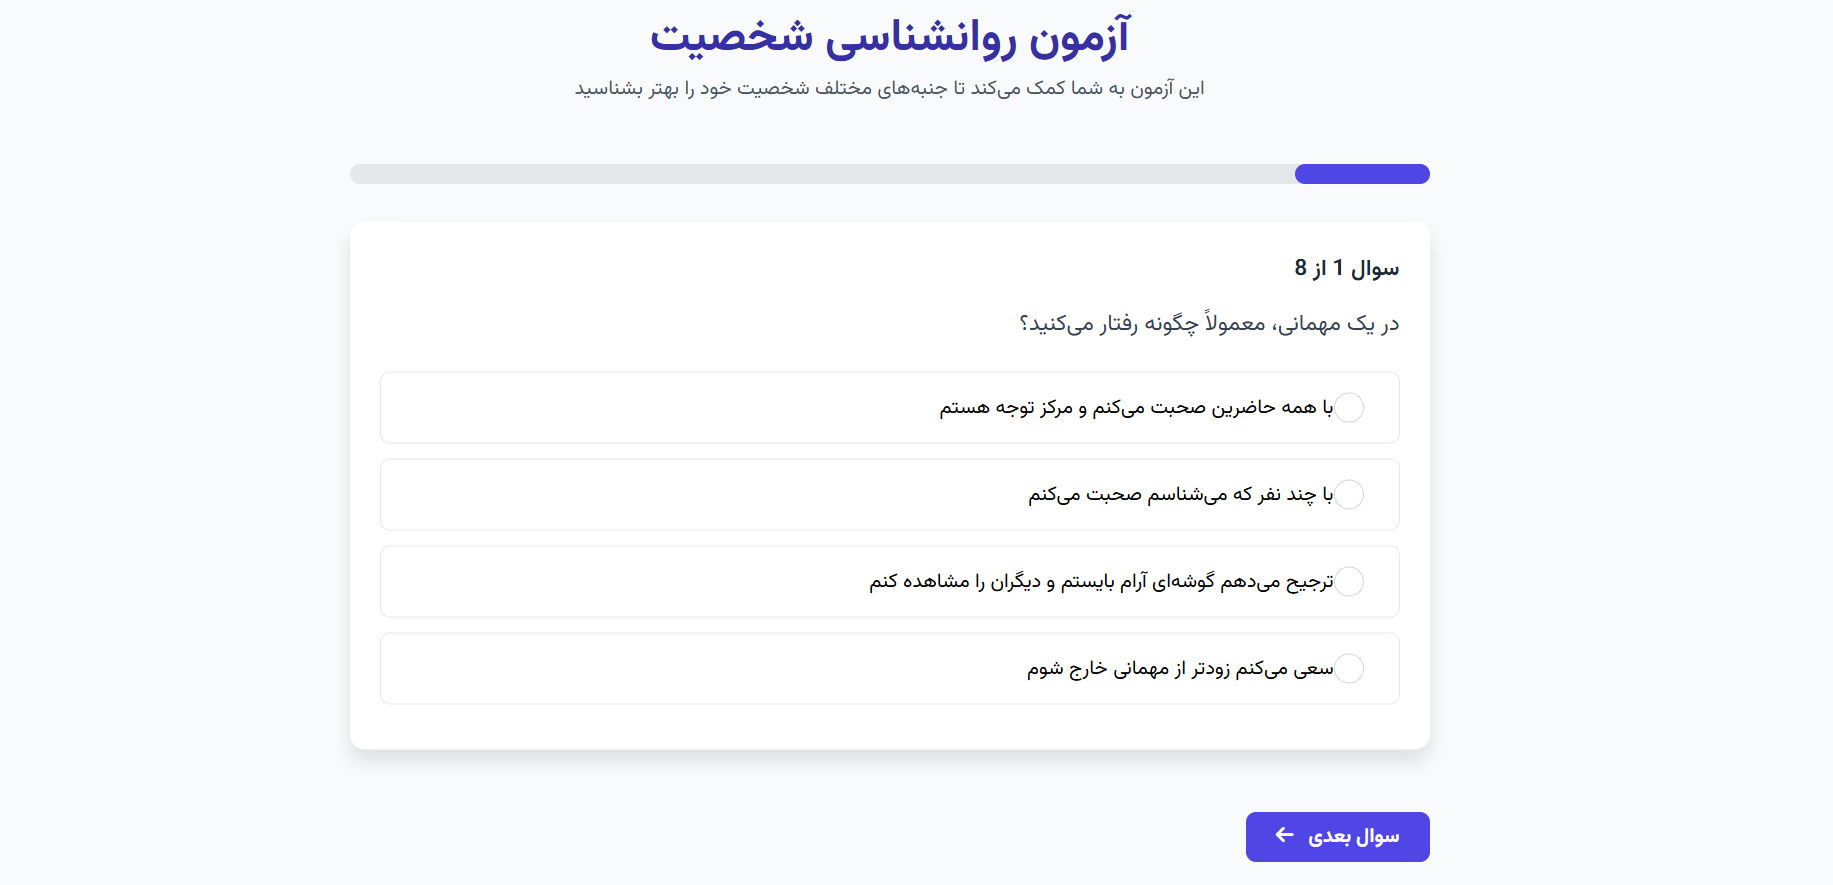 آزمون روانشناسی شخصیت
این آزمون به شما کمک می‌کند تا جنبه‌های مختلف شخصیت خود را بهتر بشناسید
سوال 1 از 8
در یک مهمانی، معمولاً چگونه رفتار می‌کنید؟
با همه حاضرین صحبت می‌کنم و مرکز توجه هستم
با چند نفر که می‌شناسم صحبت می‌کنم
ترجیح می‌دهم گوشه‌ای آرام بایستم و دیگران را مشاهده کنم
سعی می‌کنم زودتر از مهمانی خارج شوم
سوال بعدی